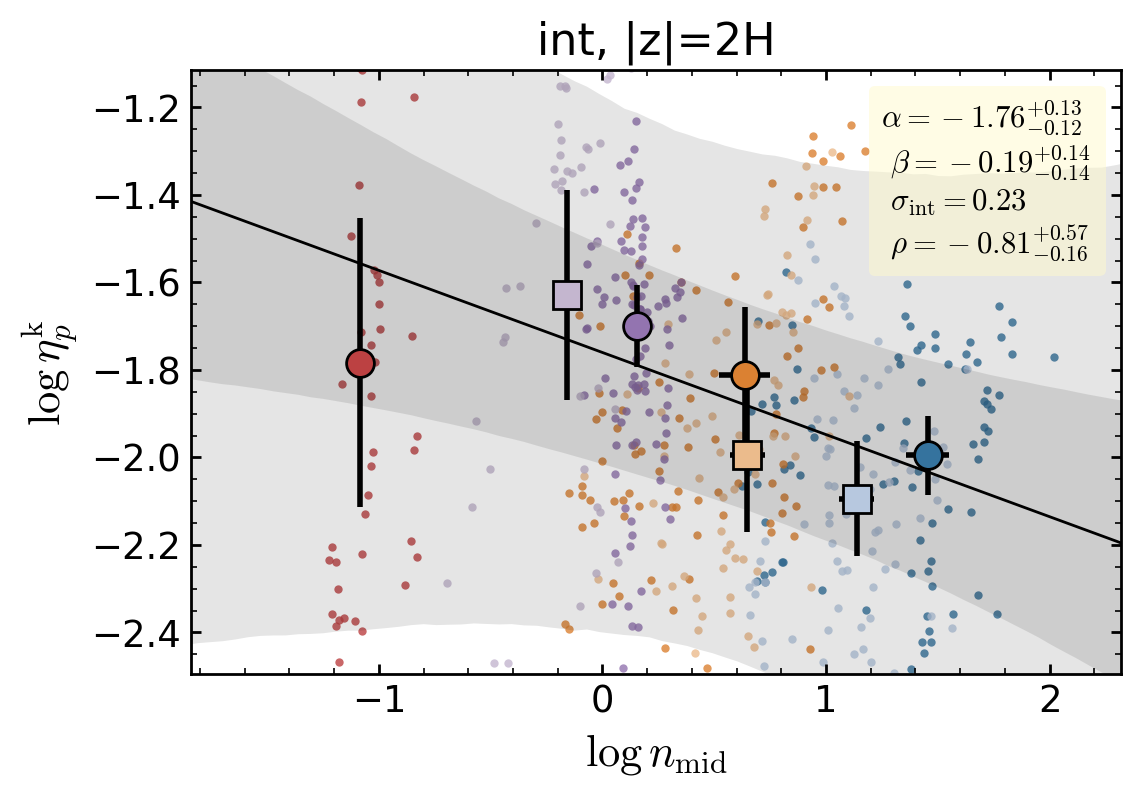 int, |z|=2H
α = −1.76 +0.13 −0.12
β = −0.19 +0.14 −0.14
σint = 0.23
ρ = −0.81 +0.57 −0.16
−1.2
−1.4
−1.6
−1.8
−2.0
−2.2
−2.4
log η_p^k
−1 0 1 2
log n_mid